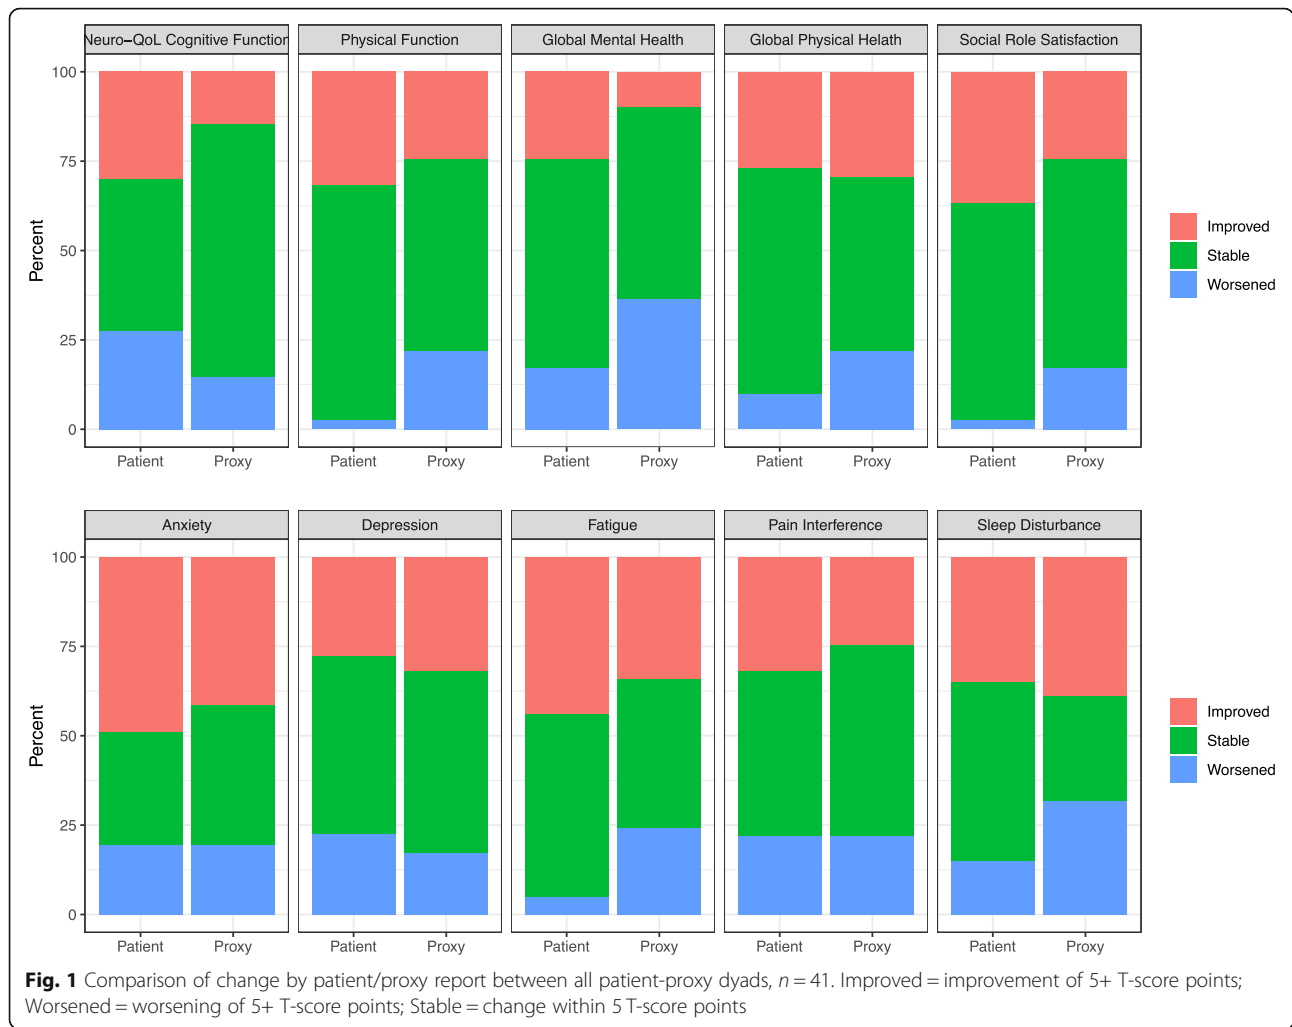 Neuro-QoL Cognitive Function
Physical Function
Global Mental Health
Global Physical Helath
Social Role Satisfaction
100
75
50
25
0
Percent
Patient Proxy
Patient Proxy
Patient Proxy
Patient Proxy
Patient Proxy
Improved
Stable
Worsened
Anxiety
Depression
Fatigue
Pain Interference
Sleep Disturbance
100
75
50
25
0
Percent
Patient Proxy
Patient Proxy
Patient Proxy
Patient Proxy
Patient Proxy
Improved
Stable
Worsened
Fig. 1 Comparison of change by patient/proxy report between all patient-proxy dyads, n = 41. Improved = improvement of 5+ T-score points;
Worsened = worsening of 5+ T-score points; Stable = change within 5 T-score points